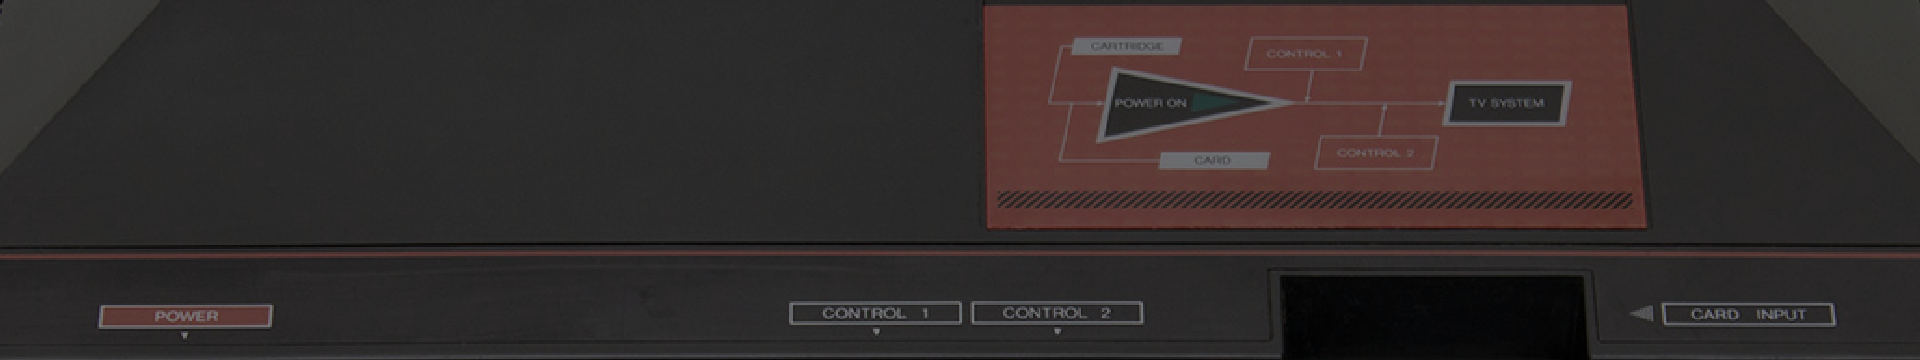 CARTRIDGE
CONTROL 1
POWER ON
TV SYSTEM
CARD
CONTROL 2
POWER
CONTROL 1
CONTROL 2
CARD INPUT